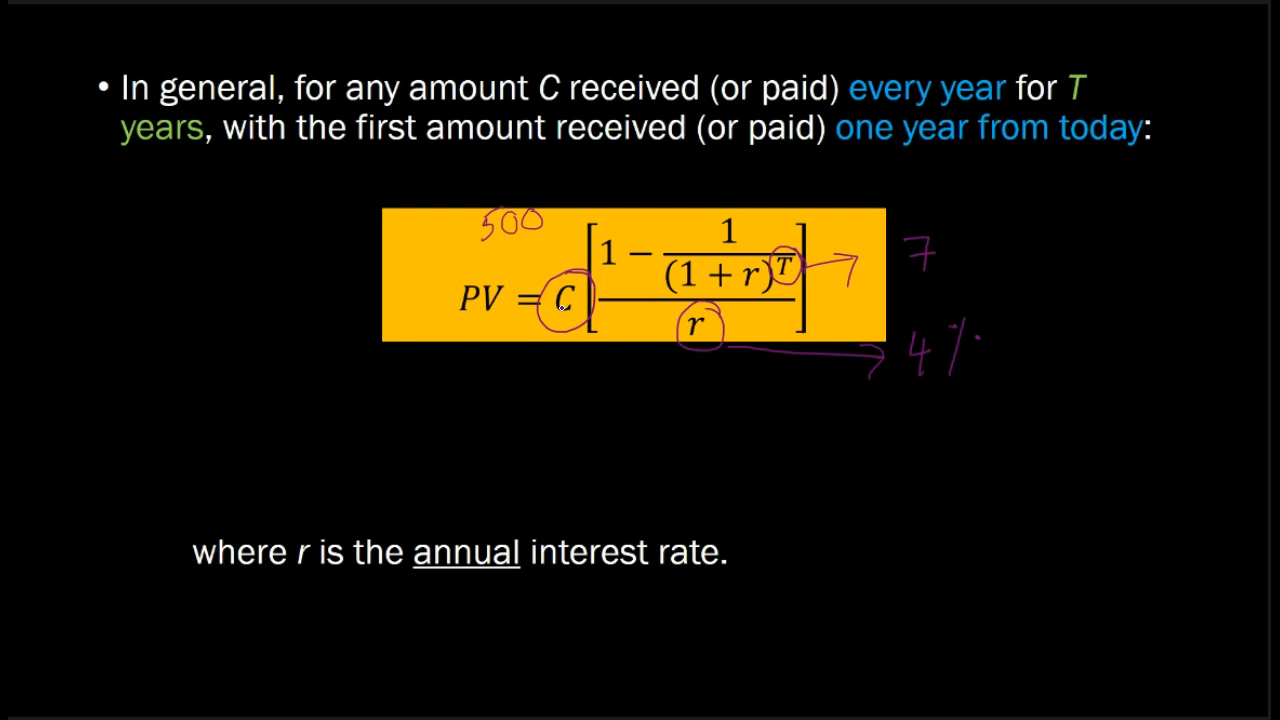 • In general, for any amount C received (or paid) every year for T
years, with the first amount received (or paid) one year from today:
500
PV = C [ (1 − 1/(1 + r)^T) / r ]
7
4%
where r is the annual interest rate.